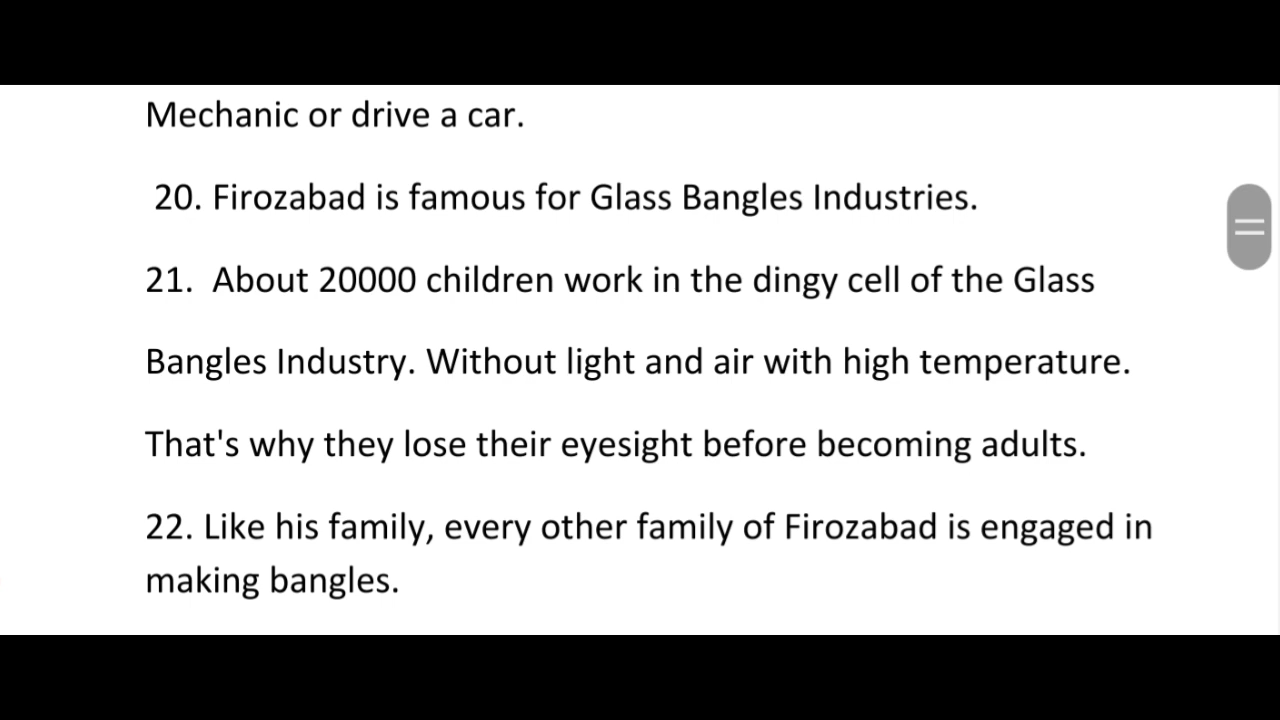 Mechanic or drive a car.
20. Firozabad is famous for Glass Bangles Industries.
21. About 20000 children work in the dingy cell of the Glass
Bangles Industry. Without light and air with high temperature.
That's why they lose their eyesight before becoming adults.
22. Like his family, every other family of Firozabad is engaged in
making bangles.